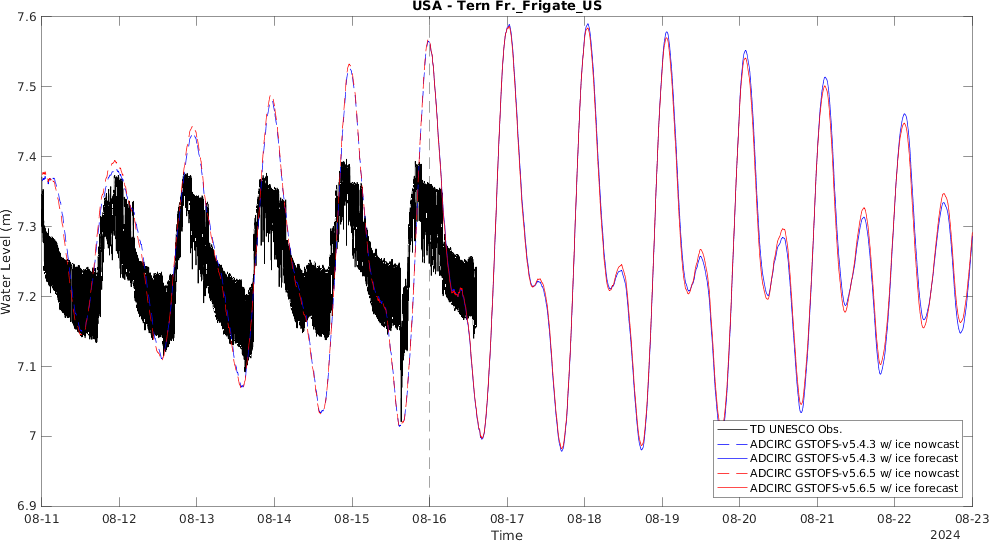 USA - Tern Fr._Frigate_US
7.6
7.5
7.4
7.3
7.2
7.1
7
6.9
Water Level (m)
TD UNESCO Obs.
ADCIRC GSTOFS-v5.4.3 w/ ice nowcast
ADCIRC GSTOFS-v5.4.3 w/ ice forecast
ADCIRC GSTOFS-v5.6.5 w/ ice nowcast
ADCIRC GSTOFS-v5.6.5 w/ ice forecast
08-11 08-12 08-13 08-14 08-15 08-16 08-17 08-18 08-19 08-20 08-21 08-22 08-23
Time
2024